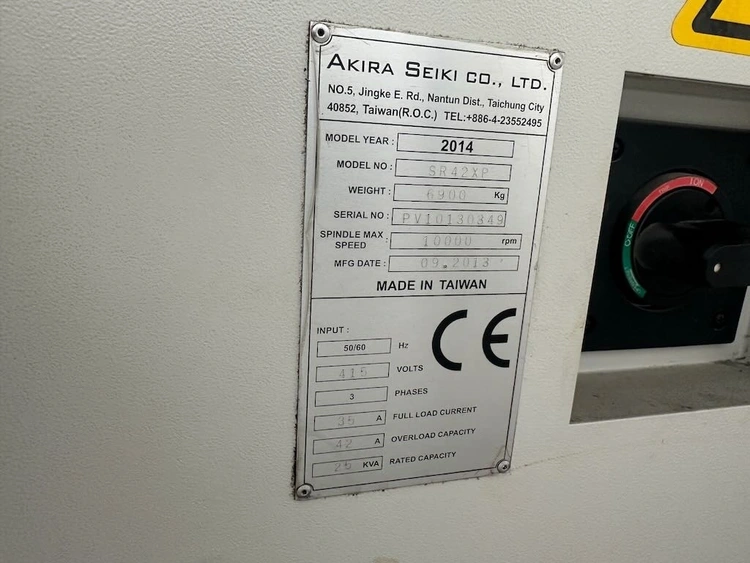 AKIRA SEIKI CO., LTD.
NO.5, Jingke E. Rd., Nantun Dist., Taichung City
40852, Taiwan(R.O.C.) TEL:+886-4-23552495
MODEL YEAR : 2014
MODEL NO : SR42XP
WEIGHT : 6900 Kg
SERIAL NO : PV10130349
SPINDLE MAX SPEED : 10000 rpm
MFG DATE : 09.2013
MADE IN TAIWAN
INPUT :
50/60 Hz
415 VOLTS
3 PHASES
35 A FULL LOAD CURRENT
42 A OVERLOAD CAPACITY
25 KVA RATED CAPACITY
CE
I ON
O OFF